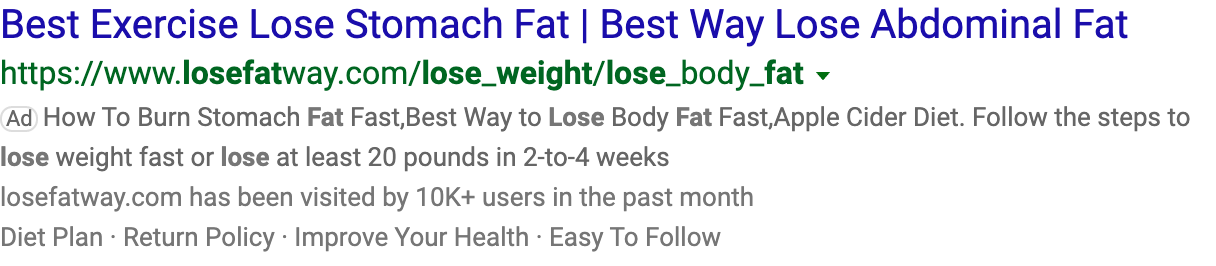 Best Exercise Lose Stomach Fat | Best Way Lose Abdominal Fat
https://www.losefatway.com/lose_weight/lose_body_fat
Ad How To Burn Stomach Fat Fast,Best Way to Lose Body Fat Fast,Apple Cider Diet. Follow the steps to
lose weight fast or lose at least 20 pounds in 2-to-4 weeks
losefatway.com has been visited by 10K+ users in the past month
Diet Plan · Return Policy · Improve Your Health · Easy To Follow